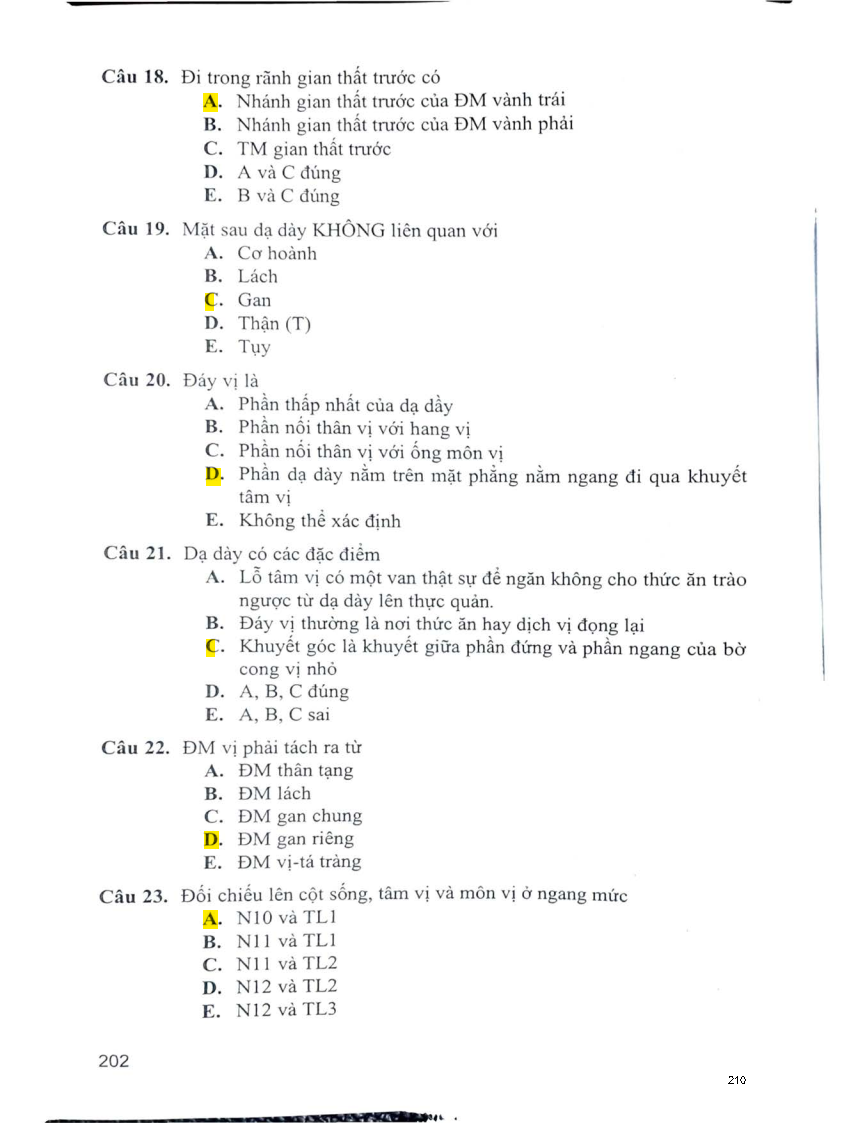 Câu 18. Đi trong rãnh gian thất trước có
A. Nhánh gian thất trước của ĐM vành trái
B. Nhánh gian thất trước của ĐM vành phải
C. TM gian thất trước
D. A và C đúng
E. B và C đúng
Câu 19. Mặt sau dạ dày KHÔNG liên quan với
A. Cơ hoành
B. Lách
C. Gan
D. Thận (T)
E. Tụy
Câu 20. Đáy vị là
A. Phần thấp nhất của dạ dầy
B. Phần nối thân vị với hang vị
C. Phần nối thân vị với ống môn vị
D. Phần dạ dày nằm trên mặt phẳng nằm ngang đi qua khuyết
tâm vị
E. Không thể xác định
Câu 21. Dạ dày có các đặc điểm
A. Lỗ tâm vị có một van thật sự để ngăn không cho thức ăn trào
ngược từ dạ dày lên thực quản.
B. Đáy vị thường là nơi thức ăn hay dịch vị đọng lại
C. Khuyết góc là khuyết giữa phần đứng và phần ngang của bờ
cong vị nhỏ
D. A, B, C đúng
E. A, B, C sai
Câu 22. ĐM vị phải tách ra từ
A. ĐM thân tạng
B. ĐM lách
C. ĐM gan chung
D. ĐM gan riêng
E. ĐM vị-tá tràng
Câu 23. Đối chiếu lên cột sống, tâm vị và môn vị ở ngang mức
A. N10 và TL1
B. N11 và TL1
C. N11 và TL2
D. N12 và TL2
E. N12 và TL3
202
210